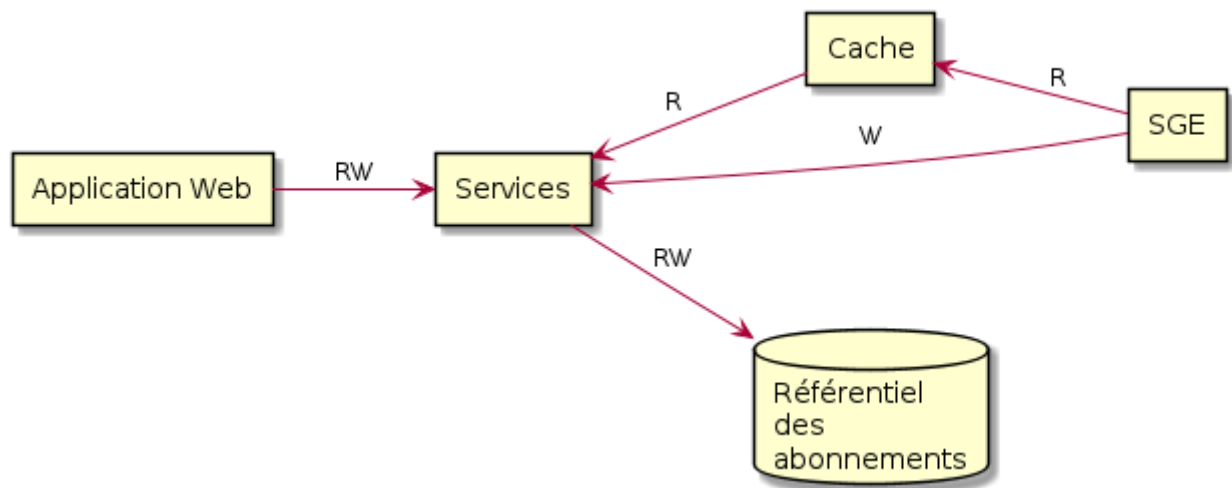 Cache
R
R
SGE
W
Application Web
RW
Services
RW
Référentiel
des
abonnements